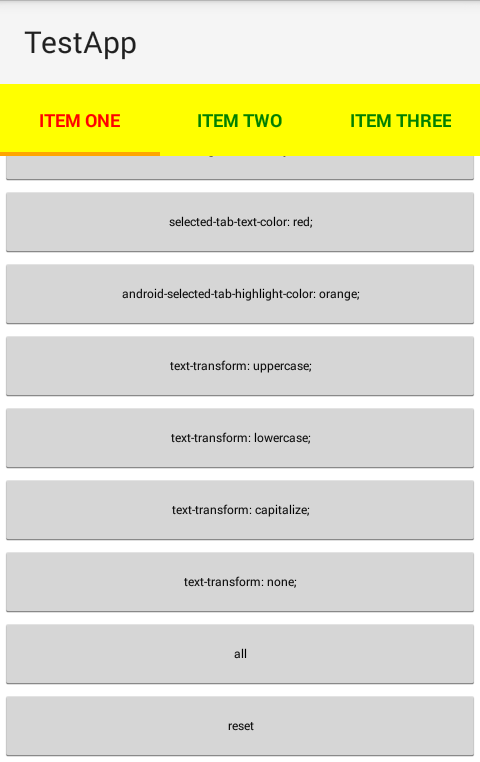 TestApp
ITEM ONE ITEM TWO ITEM THREE
selected-tab-text-color: red;
android-selected-tab-highlight-color: orange;
text-transform: uppercase;
text-transform: lowercase;
text-transform: capitalize;
text-transform: none;
all
reset